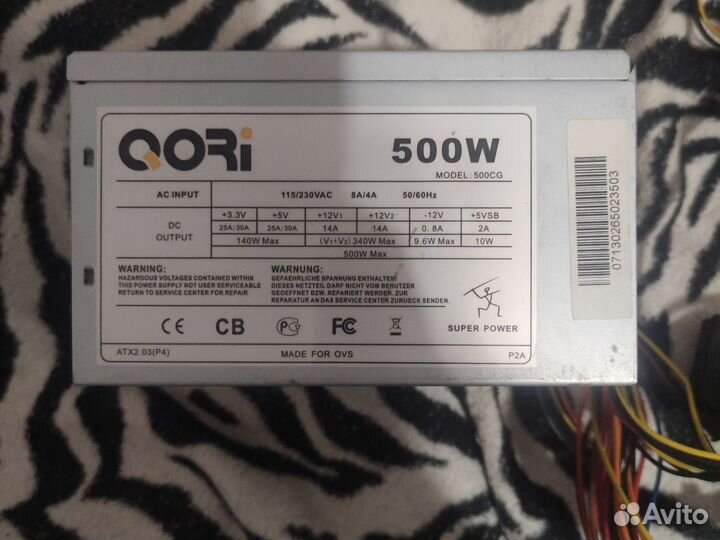 QORi
500W
MODEL: 500CG
AC INPUT 115/230VAC 8A/4A 50/60Hz
DC OUTPUT +3.3V +5V +12V1 +12V2 -12V +5VSB
25A/30A 25A/30A 14A 14A 0.8A 2A
140W Max (V1+V2) 340W Max 9.6W Max 10W
500W Max
WARNING:
HAZARDOUS VOLTAGES CONTAINED WITHIN
THIS POWER SUPPLY NOT USER SERVICEABLE
RETURN TO SERVICE CENTER FOR REPAIR
WARNUNG:
GEFAEHRLICHE SPANNUNG ENTHALTEN!
DIESES NETZTEIL DARF NICHT VOM BENUTZER
GEOEFFNET BZW, REPARIERT WERDEN. ZUR
REPARATUR AN DAS SERVICE CENTER ZURUECK SENDEN.
CE CB PG FC
SUPER POWER
ATX2.03(P4) MADE FOR OVS P2A
07130265023503
Avito